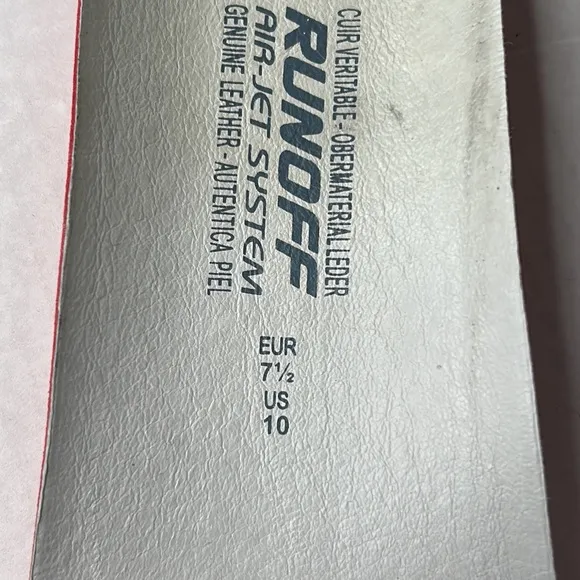 CUIR VERITABLE - OBERMATERIAL LEDER
RUNOFF
AIR-JET SYSTEM
GENUINE LEATHER - AUTENTICA PIEL
EUR
7½
US
10